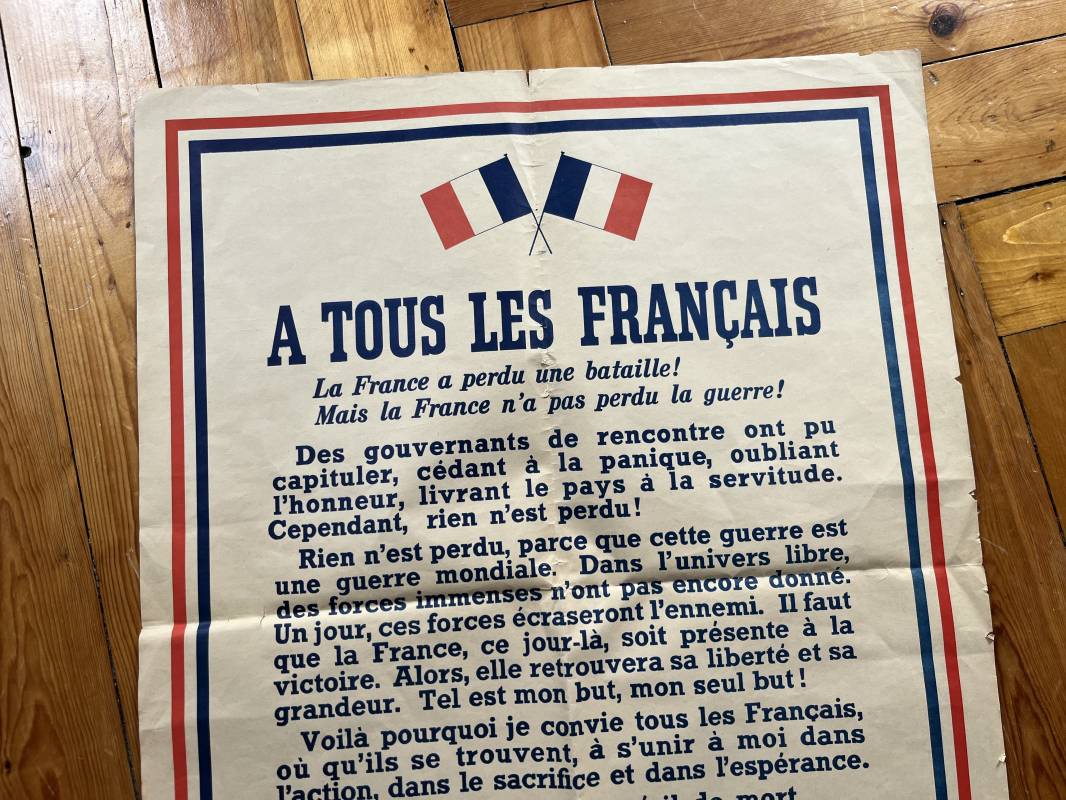 A TOUS LES FRANÇAIS
La France a perdu une bataille!
Mais la France n'a pas perdu la guerre!
Des gouvernants de rencontre ont pu
capituler, cédant à la panique, oubliant
l'honneur, livrant le pays à la servitude.
Cependant, rien n'est perdu!
Rien n'est perdu, parce que cette guerre est
une guerre mondiale. Dans l'univers libre,
des forces immenses n'ont pas encore donné.
Un jour, ces forces écraseront l'ennemi. Il faut
que la France, ce jour-là, soit présente à la
victoire. Alors, elle retrouvera sa liberté et sa
grandeur. Tel est mon but, mon seul but!
Voilà pourquoi je convie tous les Français,
où qu'ils se trouvent, à s'unir à moi dans
l'action, dans le sacrifice et dans l'espérance.
de mort